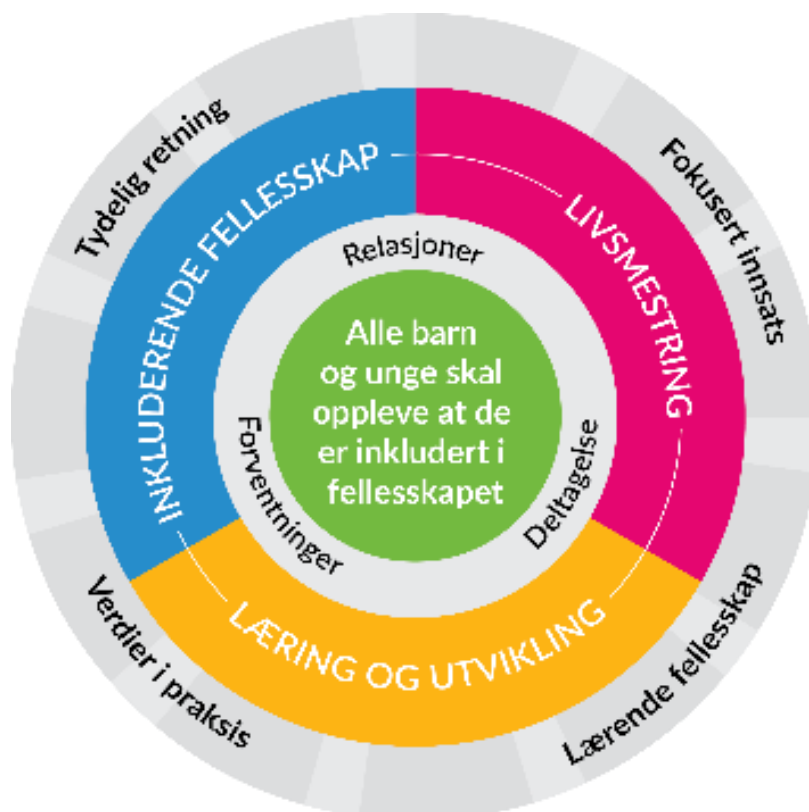 Tydelig retning
Fokusert innsats
INKLUDERENDE FELLESSKAP
LIVSMESTRING
Relasjoner
Alle barn
og unge skal
oppleve at de
er inkludert i
fellesskapet
Forventninger
Deltagelse
LÆRING OG UTVIKLING
Verdier i praksis
Lærende fellesskap